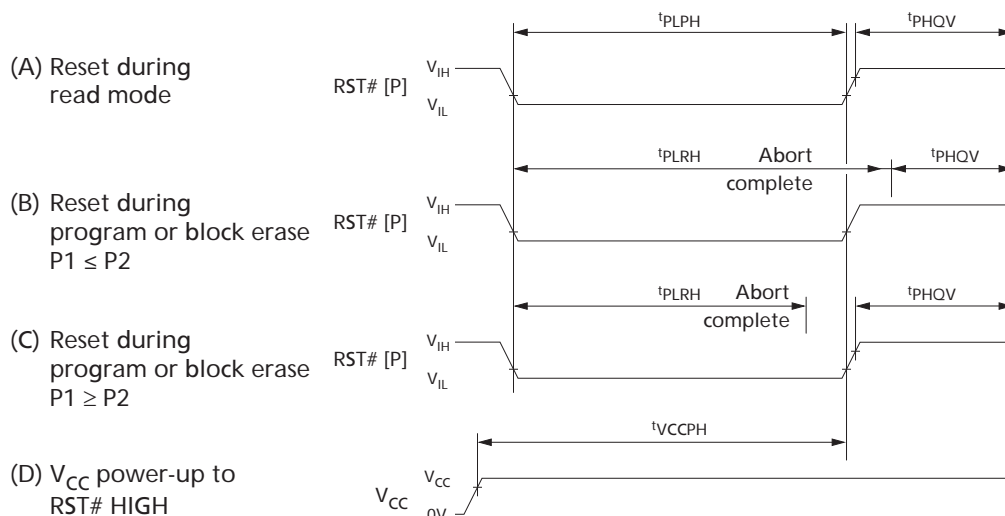 tPLPH tPHQV
(A) Reset during
read mode
RST# [P]
VIH
VIL
tPLRH Abort
complete
tPHQV
(B) Reset during
program or block erase
P1 ≤ P2
RST# [P]
VIH
VIL
tPLRH Abort
complete
tPHQV
(C) Reset during
program or block erase
P1 ≥ P2
RST# [P]
VIH
VIL
tVCCPH
(D) VCC power-up to
RST# HIGH
VCC
VCC
0V